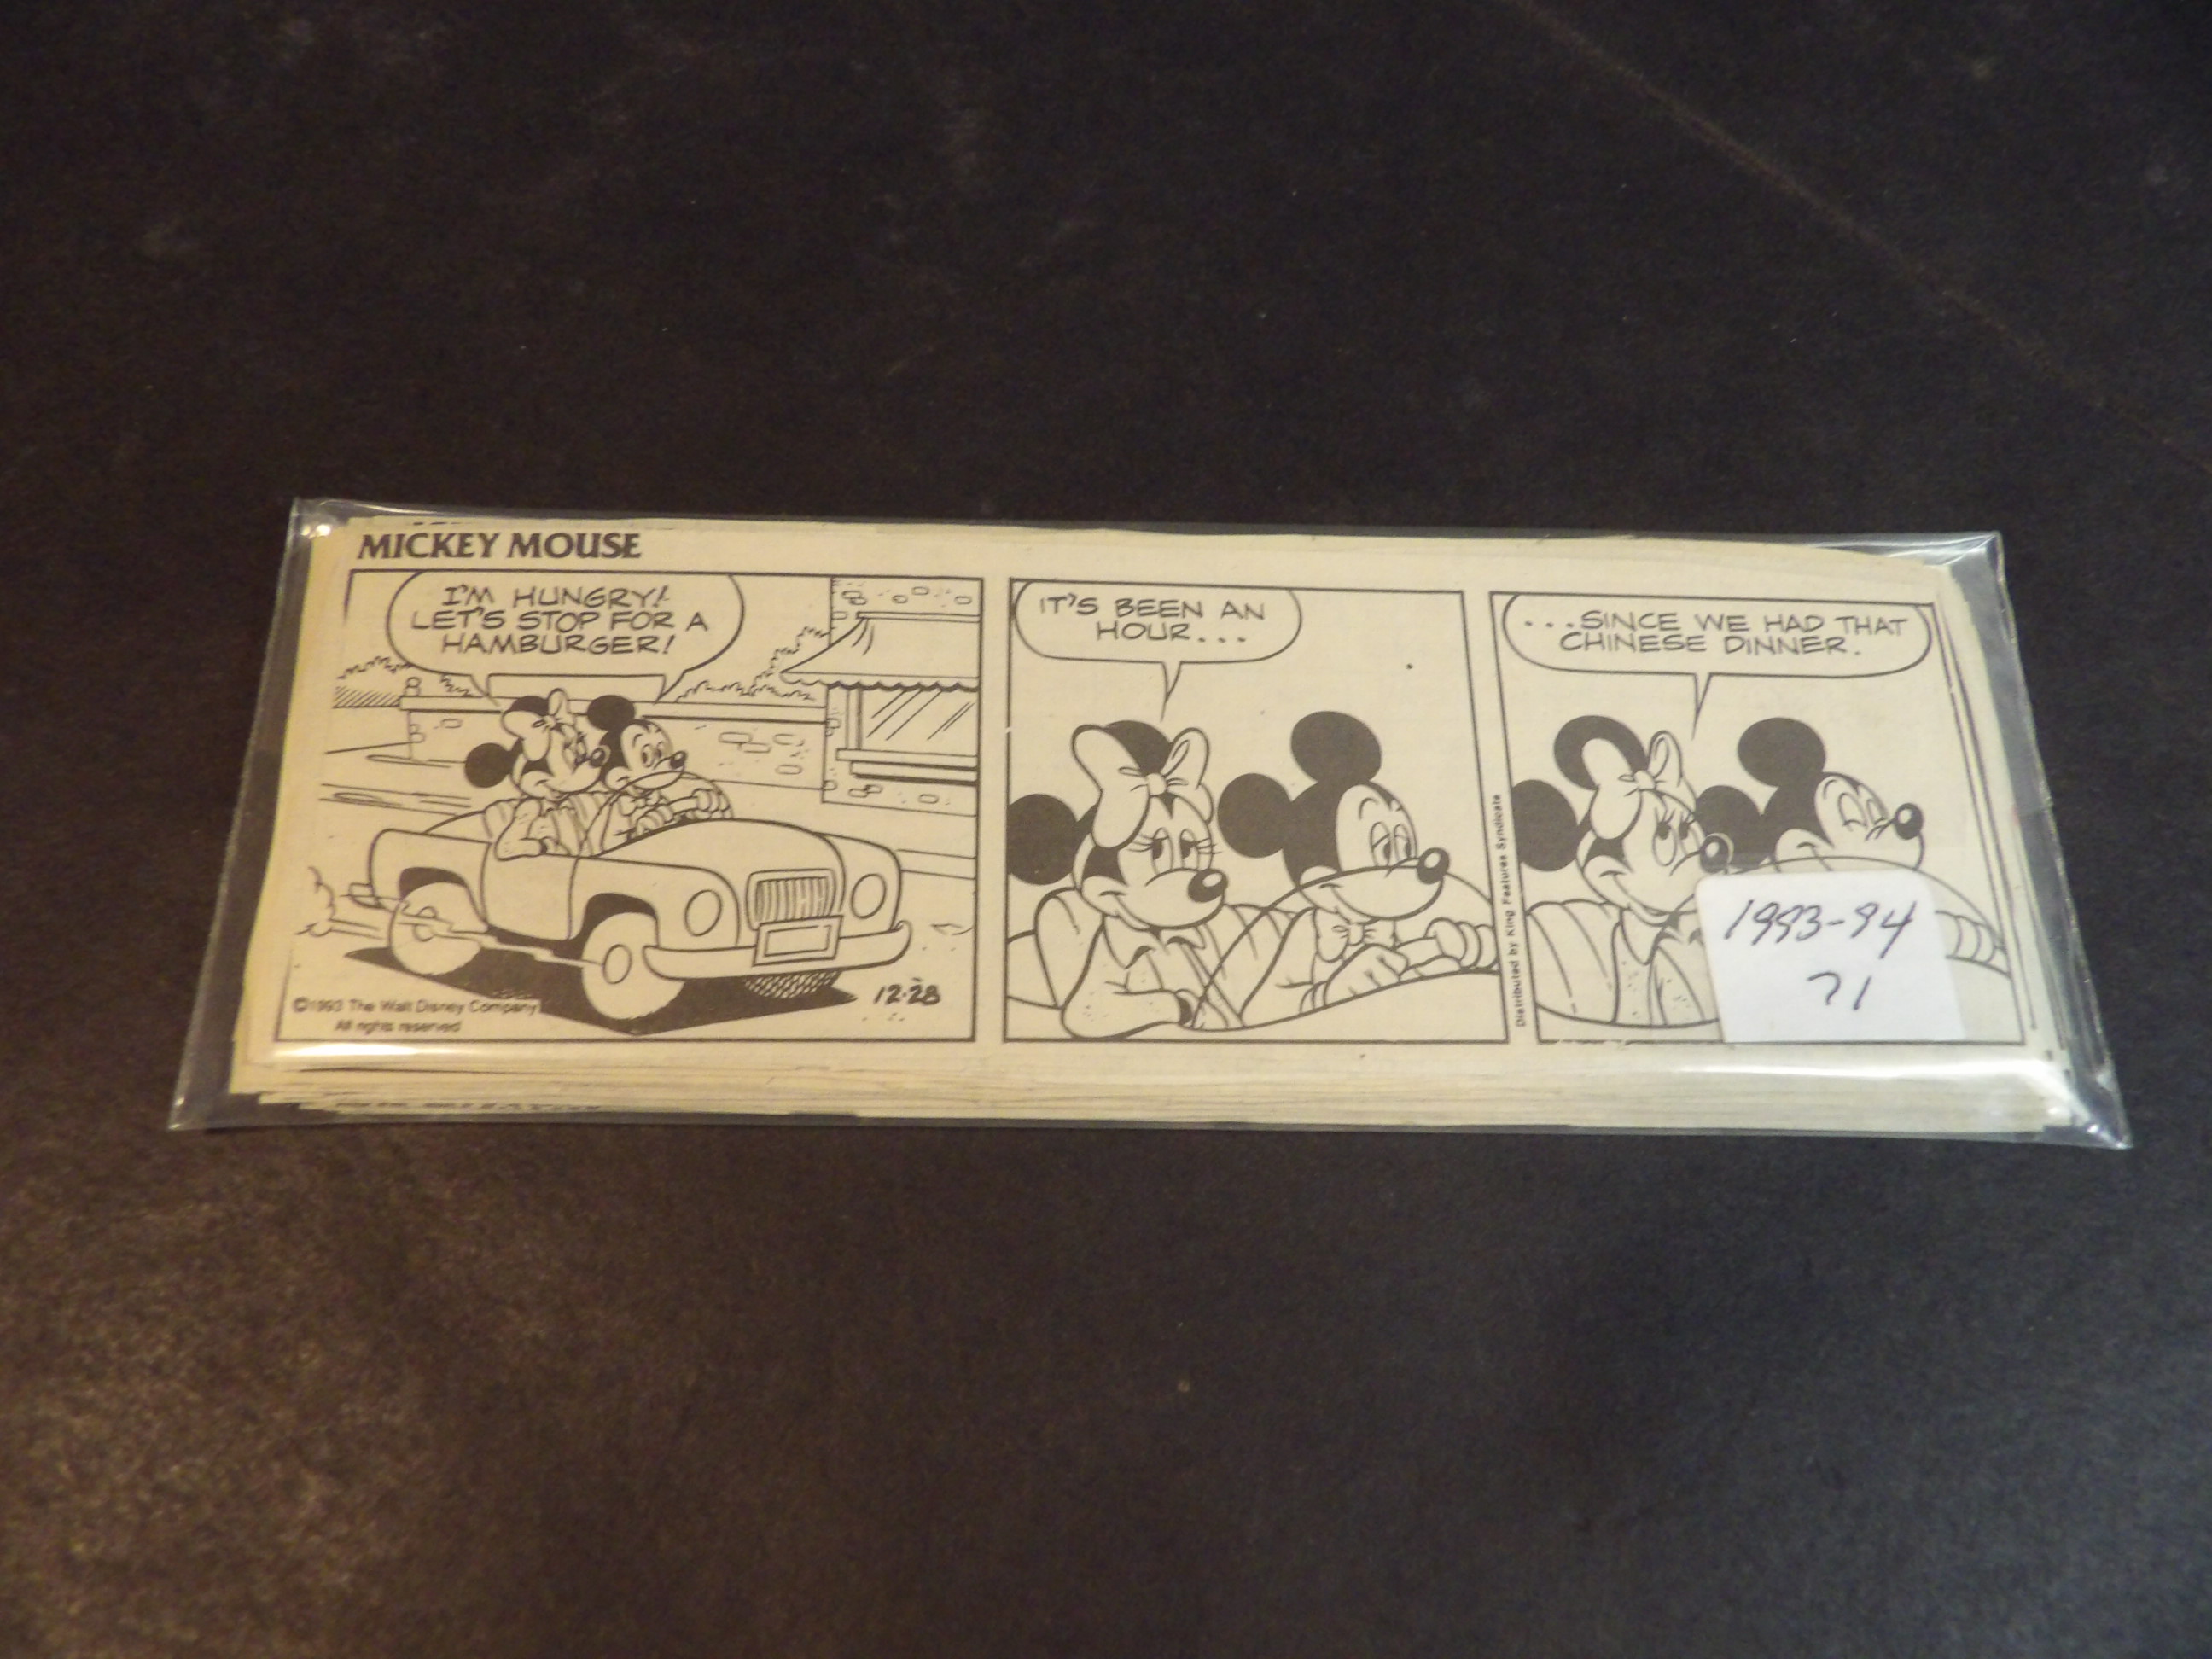 MICKEY MOUSE
I'M HUNGRY!
LET'S STOP FOR A
HAMBURGER!
©1993 The Walt Disney Company
All rights reserved
12·28
IT'S BEEN AN
HOUR...
Distributed by King Features Syndicate
...SINCE WE HAD THAT
CHINESE DINNER.
1993-94
71